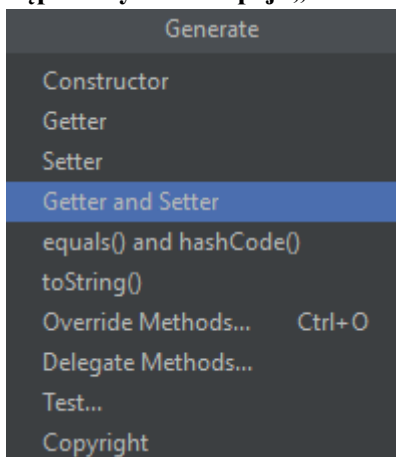 Generate
Constructor
Getter
Setter
Getter and Setter
equals() and hashCode()
toString()
Override Methods... Ctrl+O
Delegate Methods...
Test...
Copyright